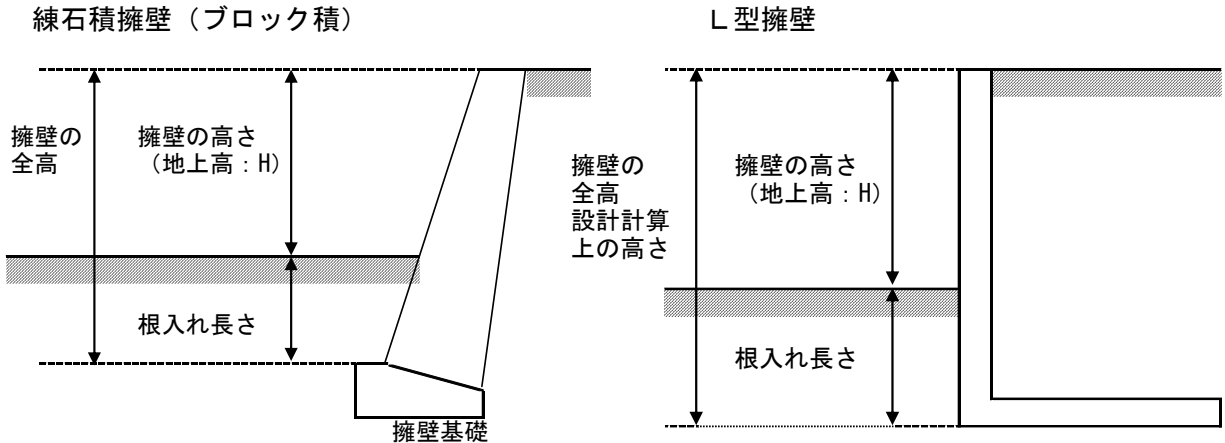 練石積擁壁（ブロック積）
擁壁の
全高
擁壁の高さ
（地上高：H）
根入れ長さ
擁壁基礎
L型擁壁
擁壁の
全高
設計計算
上の高さ
擁壁の高さ
（地上高：H）
根入れ長さ